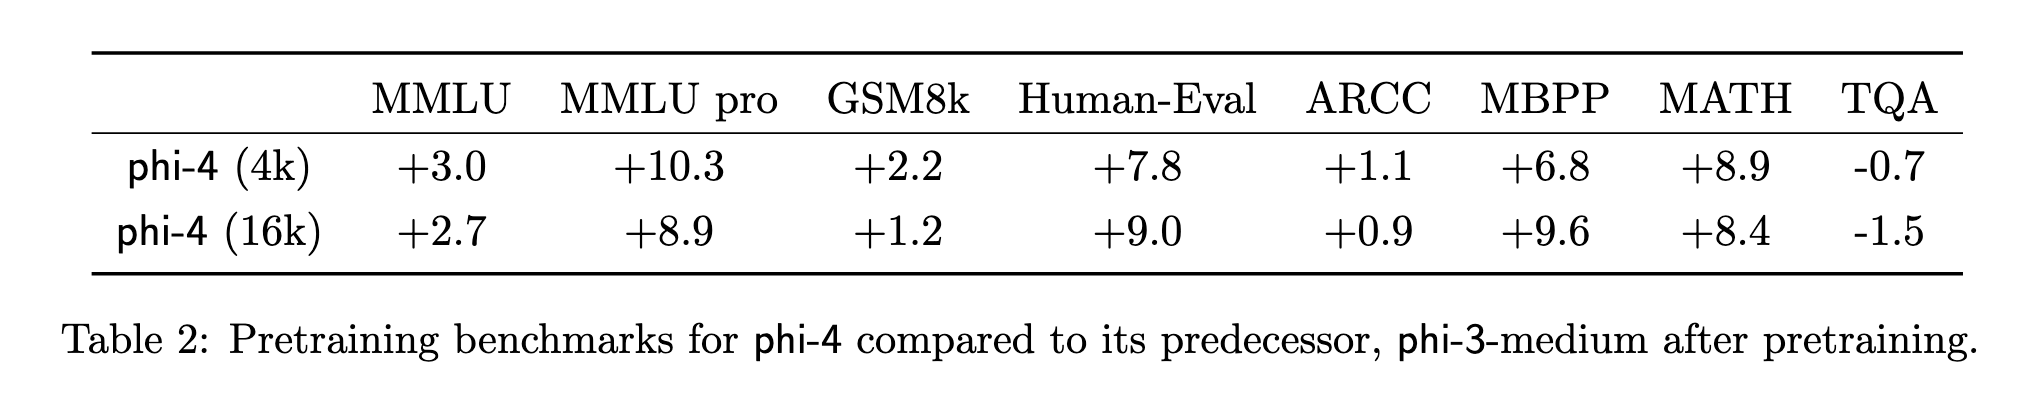 MMLU MMLU pro GSM8k Human-Eval ARCC MBPP MATH TQA
phi-4 (4k) +3.0 +10.3 +2.2 +7.8 +1.1 +6.8 +8.9 -0.7
phi-4 (16k) +2.7 +8.9 +1.2 +9.0 +0.9 +9.6 +8.4 -1.5
Table 2: Pretraining benchmarks for phi-4 compared to its predecessor, phi-3-medium after pretraining.